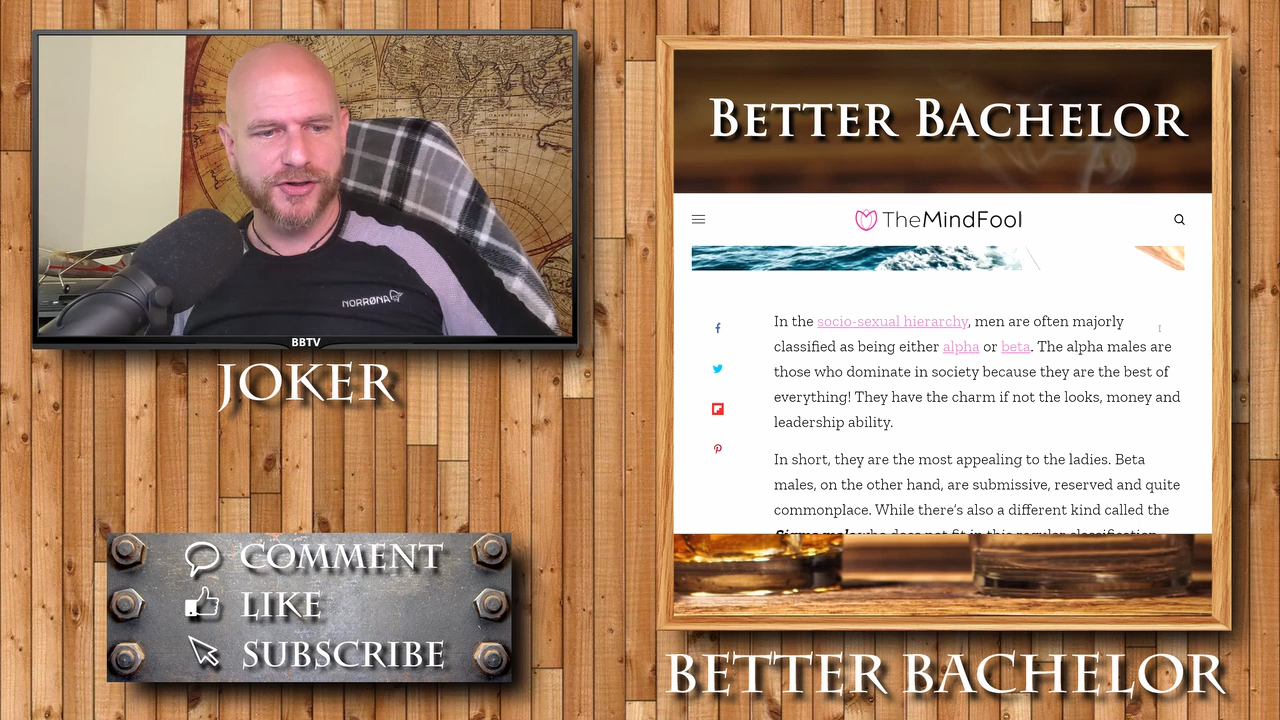 NORRØNA
BBTV
JOKER
COMMENT
LIKE
SUBSCRIBE
BETTER BACHELOR
TheMindFool
In the socio-sexual hierarchy, men are often majorly
classified as being either alpha or beta. The alpha males are
those who dominate in society because they are the best of
everything! They have the charm if not the looks, money and
leadership ability.
In short, they are the most appealing to the ladies. Beta
males, on the other hand, are submissive, reserved and quite
commonplace. While there's also a different kind called the
BETTER BACHELOR